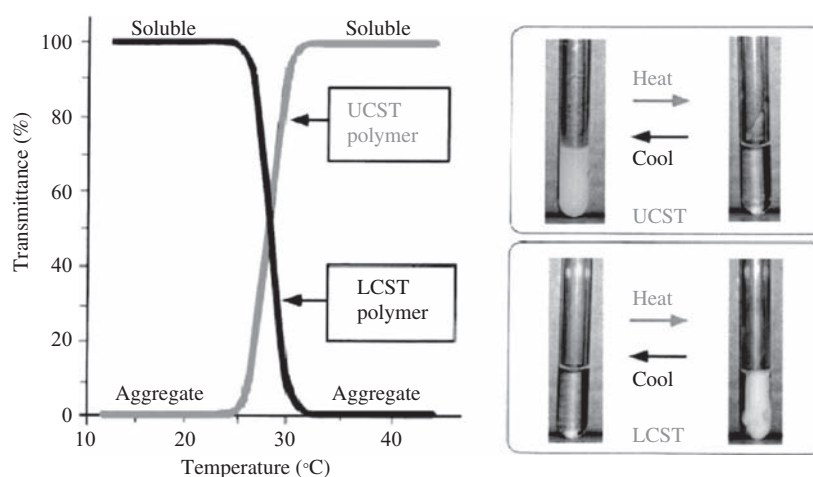 Soluble
Soluble
100
80
60
40
20
0
Transmittance (%)
UCST
polymer
LCST
polymer
Aggregate
Aggregate
10
20
30
40
Temperature (°C)
Heat
Cool
UCST
Heat
Cool
LCST